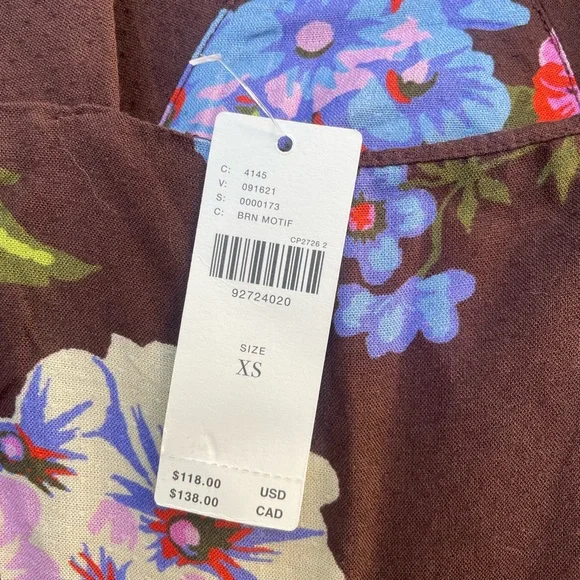 C: 4145
V: 091621
S: 0000173
C: BRN MOTIF
CP2726 2
92724020
SIZE
XS
$118.00 USD
$138.00 CAD